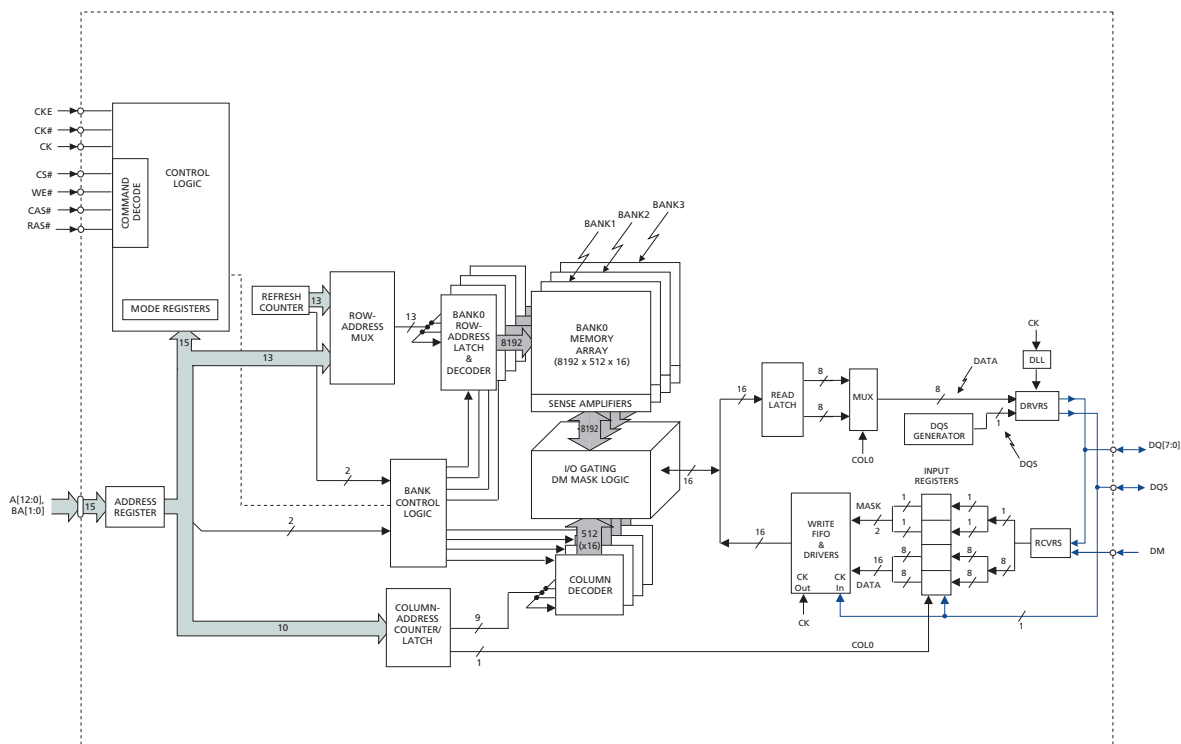 CKE
CK#
CK
CS#
WE#
CAS#
RAS#
COMMAND
DECODE
CONTROL
LOGIC
MODE REGISTERS
15
REFRESH
COUNTER
13
13
ROW-
ADDRESS
MUX
13
BANK0
ROW-
ADDRESS
LATCH
&
DECODER
8192
BANK1
BANK2
BANK3
BANK0
MEMORY
ARRAY
(8192 x 512 x 16)
SENSE AMPLIFIERS
8192
I/O GATING
DM MASK LOGIC
16
2
2
BANK
CONTROL
LOGIC
A[12:0],
BA[1:0]
15
ADDRESS
REGISTER
512
(x16)
COLUMN
DECODER
10
COLUMN-
ADDRESS
COUNTER/
LATCH
9
1
COL0
16
READ
LATCH
8
8
MUX
COL0
8
DATA
DQS
GENERATOR
1
DQS
CK
DLL
DRVRS
DQ[7:0]
DQS
DM
INPUT
REGISTERS
16
WRITE
FIFO
&
DRIVERS
CK
Out
CK
In
CK
MASK
2
16
DATA
1
1
8
8
1
1
8
8
1
8
RCVRS
1